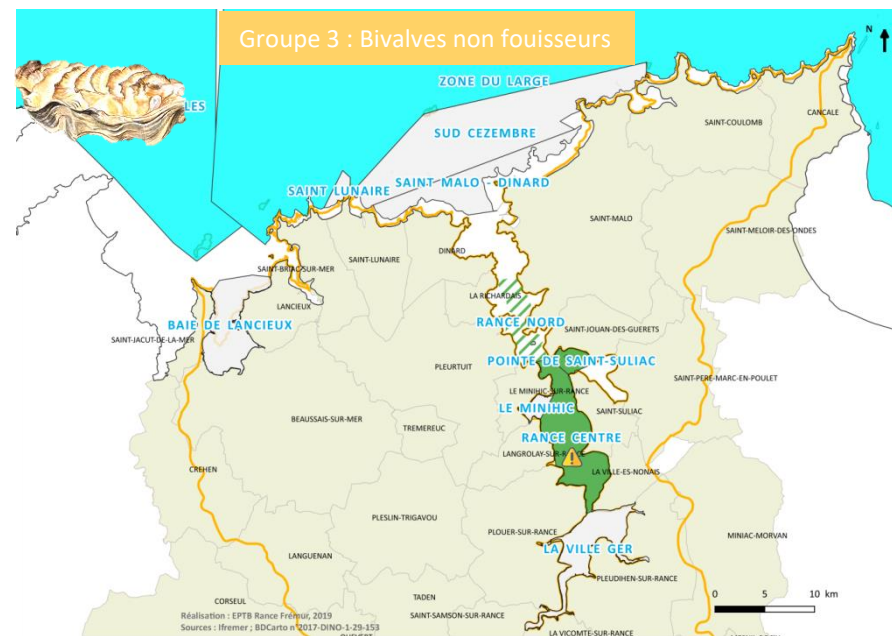 Groupe 3 : Bivalves non fouisseurs
N
LES
ZONE DU LARGE
SUD CEZEMBRE
SAINT-COULOMB
CANCALE
SAINT LUNAIRE
SAINT MALO - DINARD
SAINT-MALO
SAINT-MELOIR-DES-ONDES
DINARD
SAINT-LUNAIRE
SAINT-BRIAC-SUR-MER
LANCIEUX
LA RICHARDAIS
RANCE NORD
BAIE DE LANCIEUX
SAINT-JOUAN-DES-GUERETS
SAINT-JACUT-DE-LA-MER
POINTE DE SAINT-SULIAC
PLEURTUIT
SAINT-PERE-MARC-EN-POULET
LE MINIHIC-SUR-RANCE
LE MINIHIC
SAINT-SULIAC
BEAUSSAIS-SUR-MER
TREMEREUC
RANCE CENTRE
LANGROLAY-SUR-RANCE
CREHEN
LA VILLE-ES-NONAIS
PLESLIN-TRIGAVOU
PLOUER-SUR-RANCE
MINIAC-MORVAN
LA VILLE GER
LANGUENAN
PLEUDIHEN-SUR-RANCE
TADEN
CORSEUL
0 5 10 km
Réalisation : EPTB Rance Frémur, 2019
SAINT-SAMSON-SUR-RANCE
Sources : Ifremer ; BDCarto n°2017-DINO-1-29-153
LA VICOMTE-SUR-RANCE